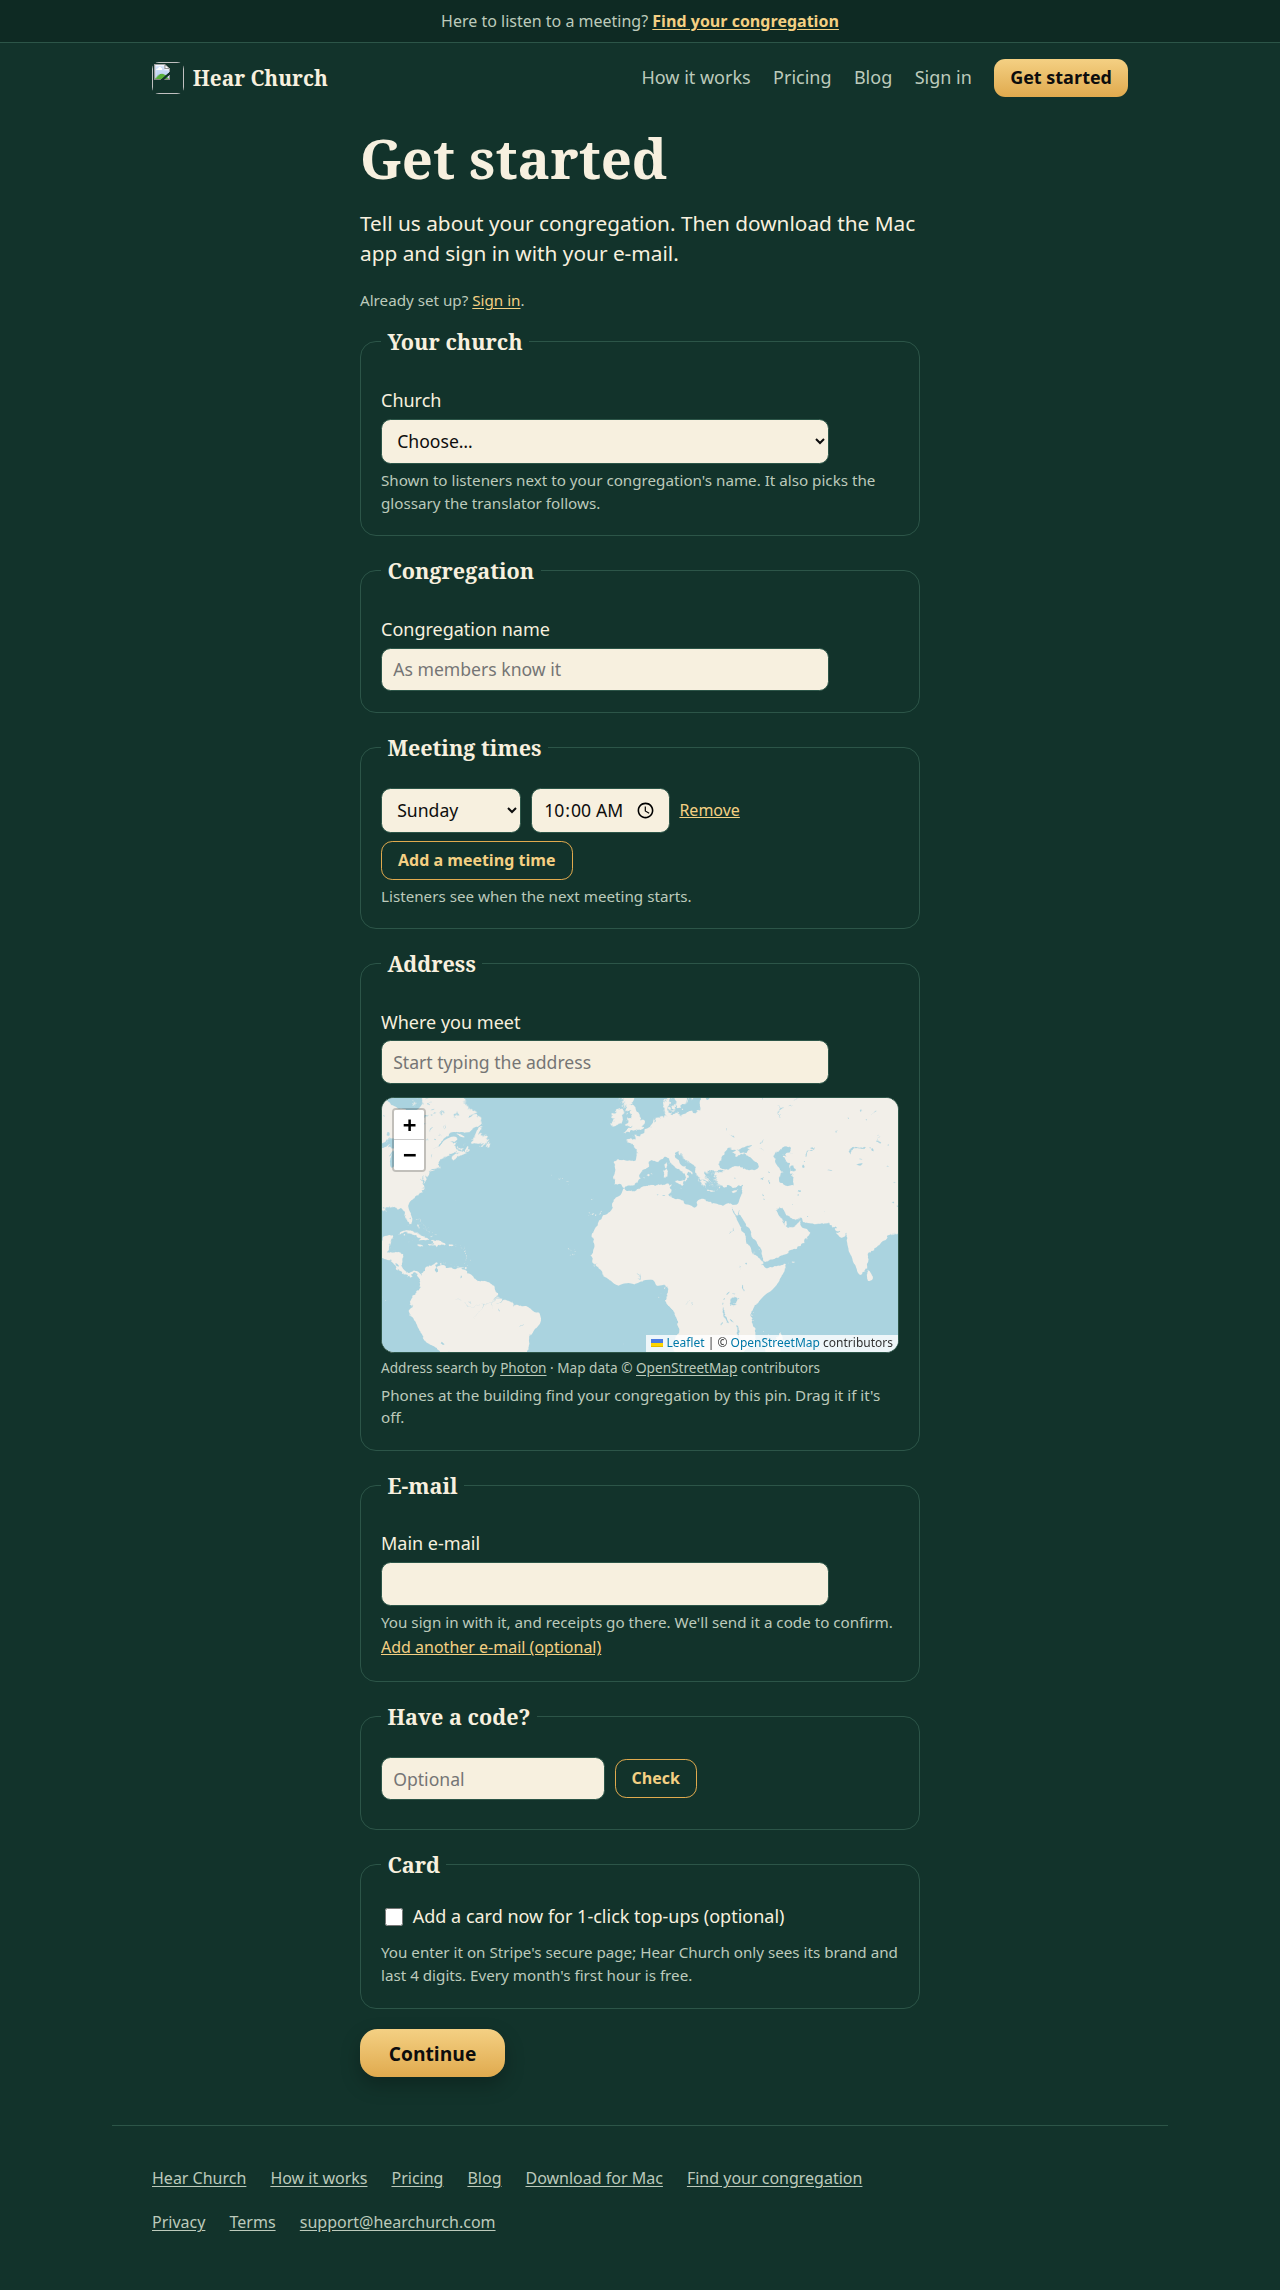 Here to listen to a meeting? Find your congregation
Hear Church
How it works
Pricing
Blog
Sign in
Get started
Get started
Tell us about your congregation. Then download the Mac
app and sign in with your e-mail.
Already set up? Sign in.
Your church
Church
Choose...
Shown to listeners next to your congregation's name. It also picks the
glossary the translator follows.
Congregation
Congregation name
As members know it
Meeting times
Sunday
10:00 AM
Remove
Add a meeting time
Listeners see when the next meeting starts.
Address
Where you meet
Start typing the address
+
−
Leaflet | © OpenStreetMap contributors
Address search by Photon · Map data © OpenStreetMap contributors
Phones at the building find your congregation by this pin. Drag it if it's
off.
E-mail
Main e-mail
You sign in with it, and receipts go there. We'll send it a code to confirm.
Add another e-mail (optional)
Have a code?
Optional
Check
Card
Add a card now for 1-click top-ups (optional)
You enter it on Stripe's secure page; Hear Church only sees its brand and
last 4 digits. Every month's first hour is free.
Continue
Hear Church
How it works
Pricing
Blog
Download for Mac
Find your congregation
Privacy
Terms
support@hearchurch.com